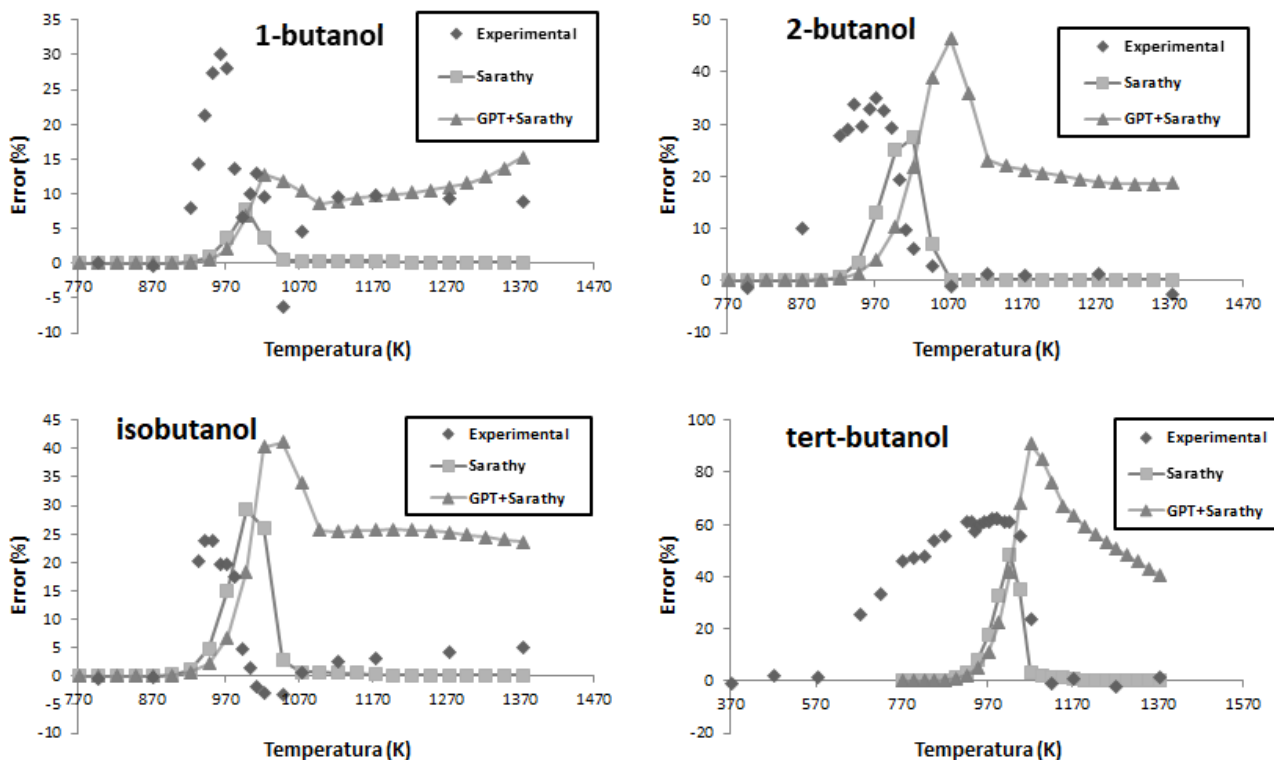 1-butanol
Experimental
Sarathy
GPT+Sarathy
Error (%)
35
30
25
20
15
10
5
0
-5
-10
770 870 970 1070 1170 1270 1370 1470
Temperatura (K)
2-butanol
Experimental
Sarathy
GPT+Sarathy
Error (%)
50
40
30
20
10
0
-10
770 870 970 1070 1170 1270 1370 1470
Temperatura (K)
isobutanol
Experimental
Sarathy
GPT+Sarathy
Error (%)
45
40
35
30
25
20
15
10
5
0
-5
-10
770 870 970 1070 1170 1270 1370 1470
Temperatura (K)
tert-butanol
Experimental
Sarathy
GPT+Sarathy
Error (%)
100
80
60
40
20
0
-20
370 570 770 970 1170 1370 1570
Temperatura (K)